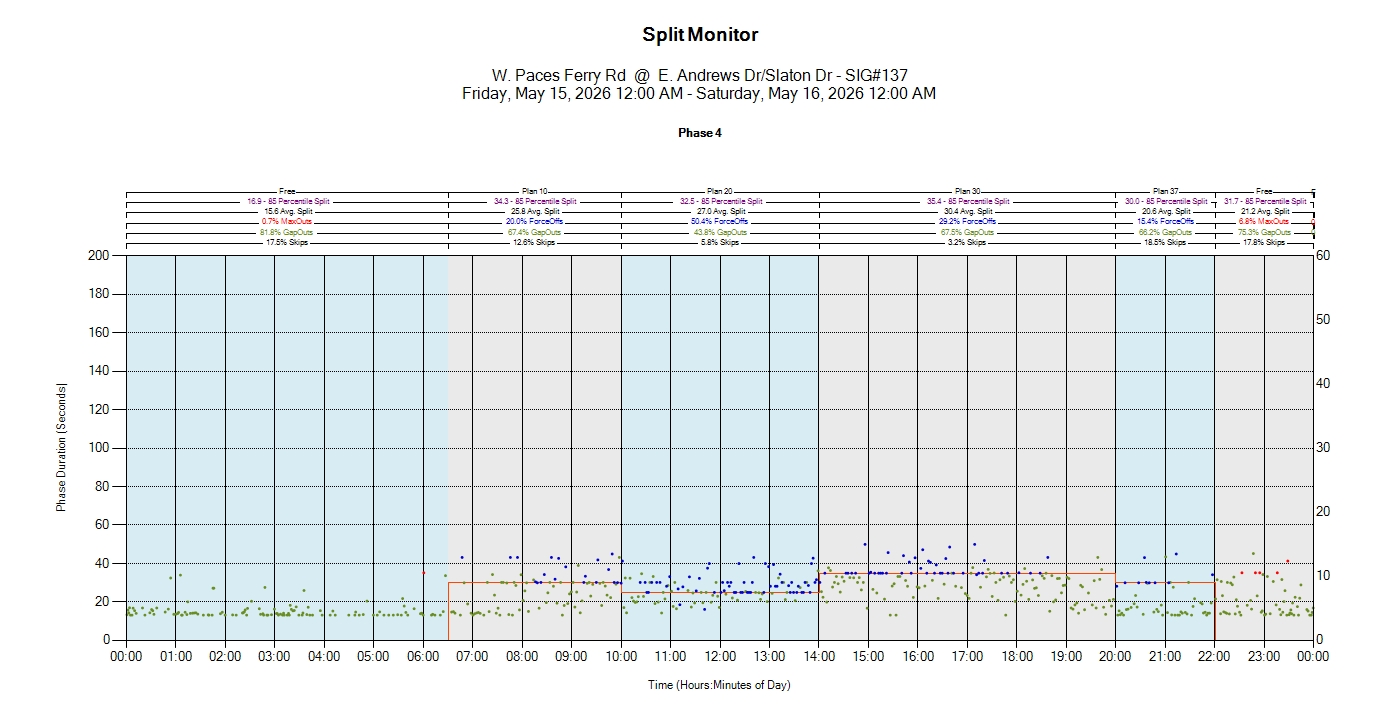 Split Monitor
W. Paces Ferry Rd @ E. Andrews Dr/Slaton Dr - SIG#137
Friday, May 15, 2026 12:00 AM - Saturday, May 16, 2026 12:00 AM
Phase 4
Free Plan 10 Plan 20 Plan 30 Plan 37 Free
16.9 - 85 Percentile Split 34.3 - 85 Percentile Split 32.5 - 85 Percentile Split 35.4 - 85 Percentile Split 30.0 - 85 Percentile Split 31.7 - 85 Percentile Split
15.6 Avg. Split 25.8 Avg. Split 27.0 Avg. Split 30.4 Avg. Split 20.6 Avg. Split 21.2 Avg. Split
0.7% MaxOuts 20.0% ForceOffs 50.4% ForceOffs 29.2% ForceOffs 15.4% ForceOffs 6.8% MaxOuts
81.8% GapOuts 67.4% GapOuts 43.8% GapOuts 67.5% GapOuts 66.2% GapOuts 75.3% GapOuts
17.5% Skips 12.6% Skips 5.8% Skips 3.2% Skips 18.5% Skips 17.8% Skips
200 60
180
160
50
140
40
120
100 30
80
20
60
40
10
20
0 0
Phase Duration (Seconds)
00:00 01:00 02:00 03:00 04:00 05:00 06:00 07:00 08:00 09:00 10:00 11:00 12:00 13:00 14:00 15:00 16:00 17:00 18:00 19:00 20:00 21:00 22:00 23:00 00:00
Time (Hours:Minutes of Day)